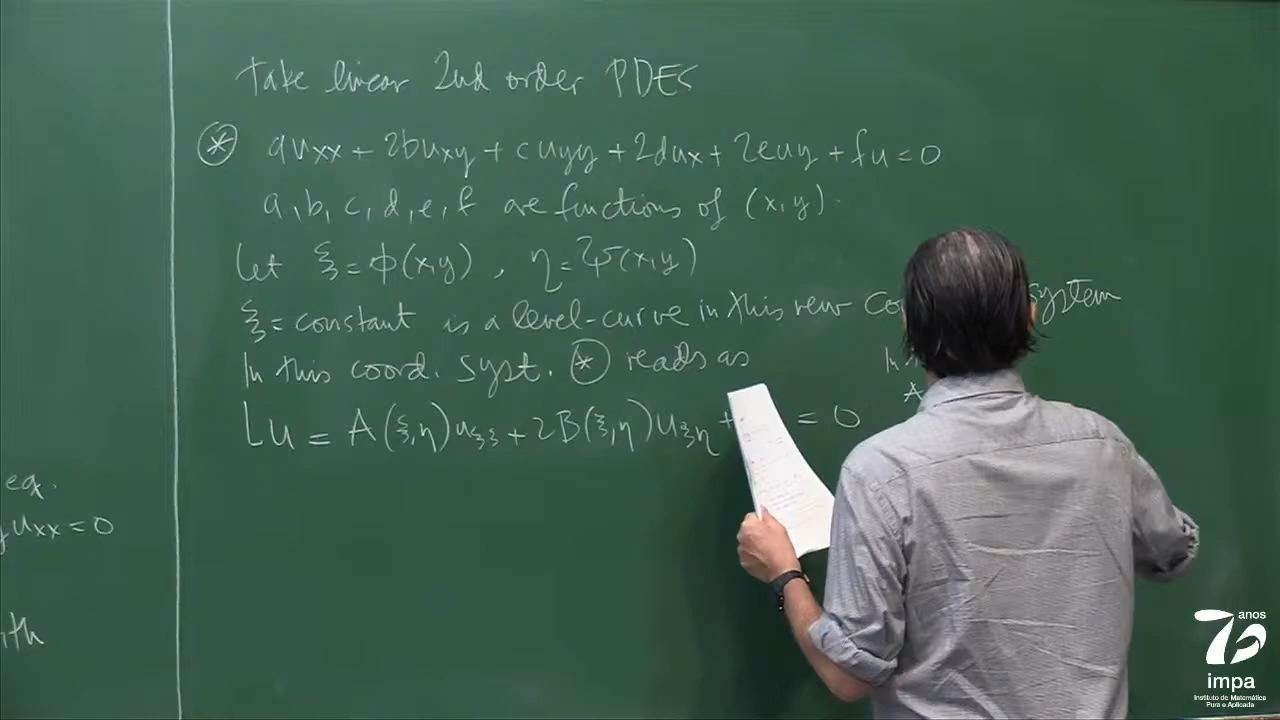 Take linear 2nd order PDES
(*) auxx + 2buxy + cuyy + 2dux + 2euy + fu = 0
a, b, c, d, e, f are functions of (x,y).
Let ξ = φ(x,y) , η = ψ(x,y)
ξ = constant is a level-curve in this new system
In this coord. syst. (*) reads as
Lu = A(ξ,η)uξξ + 2B(ξ,η)uξη + = 0
In
A
eq.
uxx = 0
ith
70 anos
impa
Instituto de Matemática
Pura e Aplicada